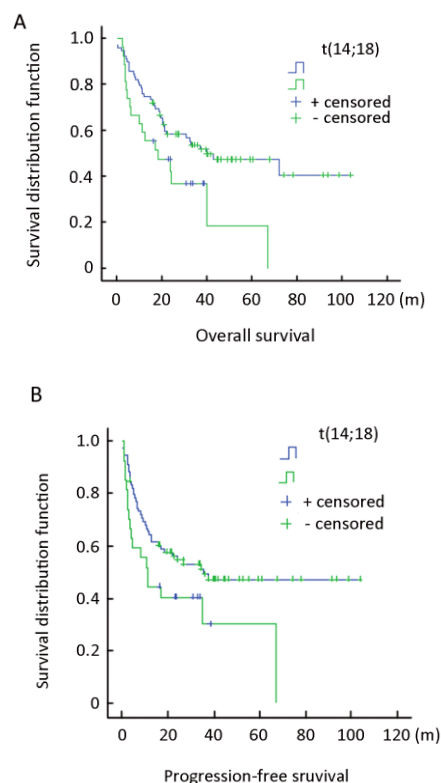 A
t(14;18)
+ censored
- censored
Survival distribution function
1.0
0.8
0.6
0.4
0.2
0
0 20 40 60 80 100 120 (m)
Overall survival
B
t(14;18)
+ censored
- censored
Survival distribution function
1.0
0.8
0.6
0.4
0.2
0
0 20 40 60 80 100 120 (m)
Progression-free sruvival